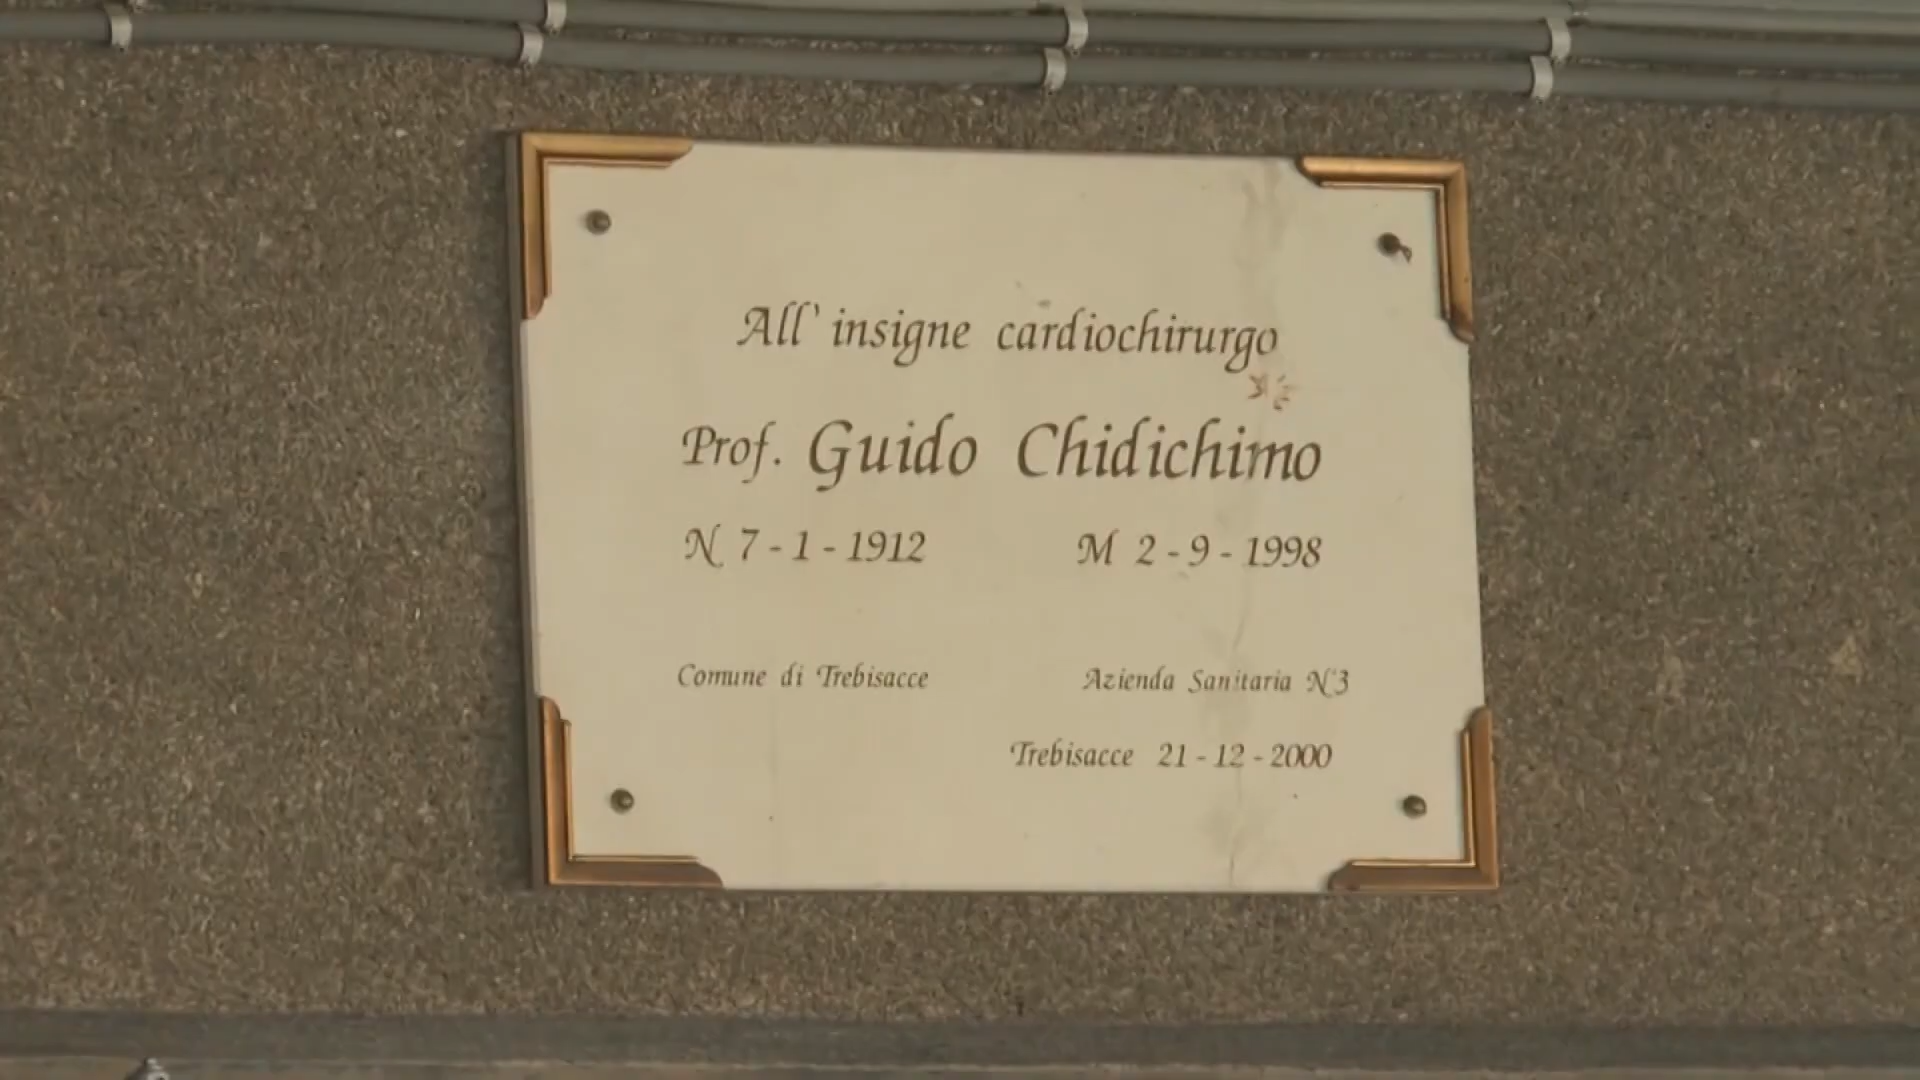 All' insigne cardiochirurgo
Prof. Guido Chidichimo
N 7 - 1 - 1912 M 2 - 9 - 1998
Comune di Trebisacce Azienda Sanitaria N°3
Trebisacce 21 - 12 - 2000